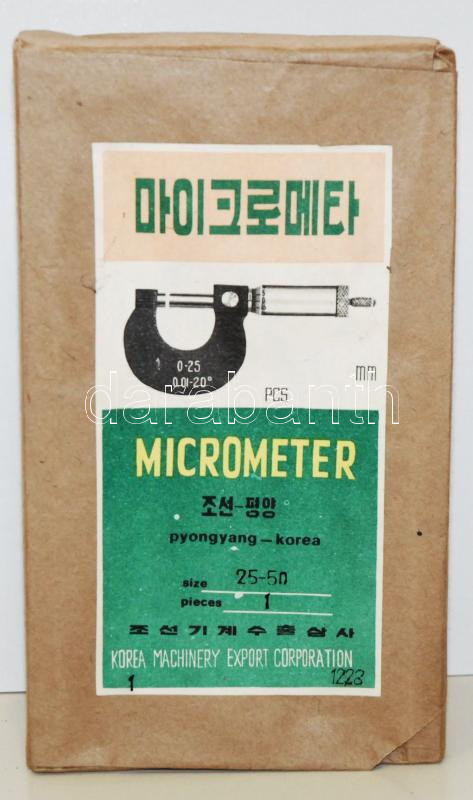 마이크로메타
0-25
0.01-20°
mm
PCS
darabanth
MICROMETER
조선-평양
pyongyang-korea
size 25-50
pieces 1
조선기계수출상사
KOREA MACHINERY EXPORT CORPORATION
1 1223